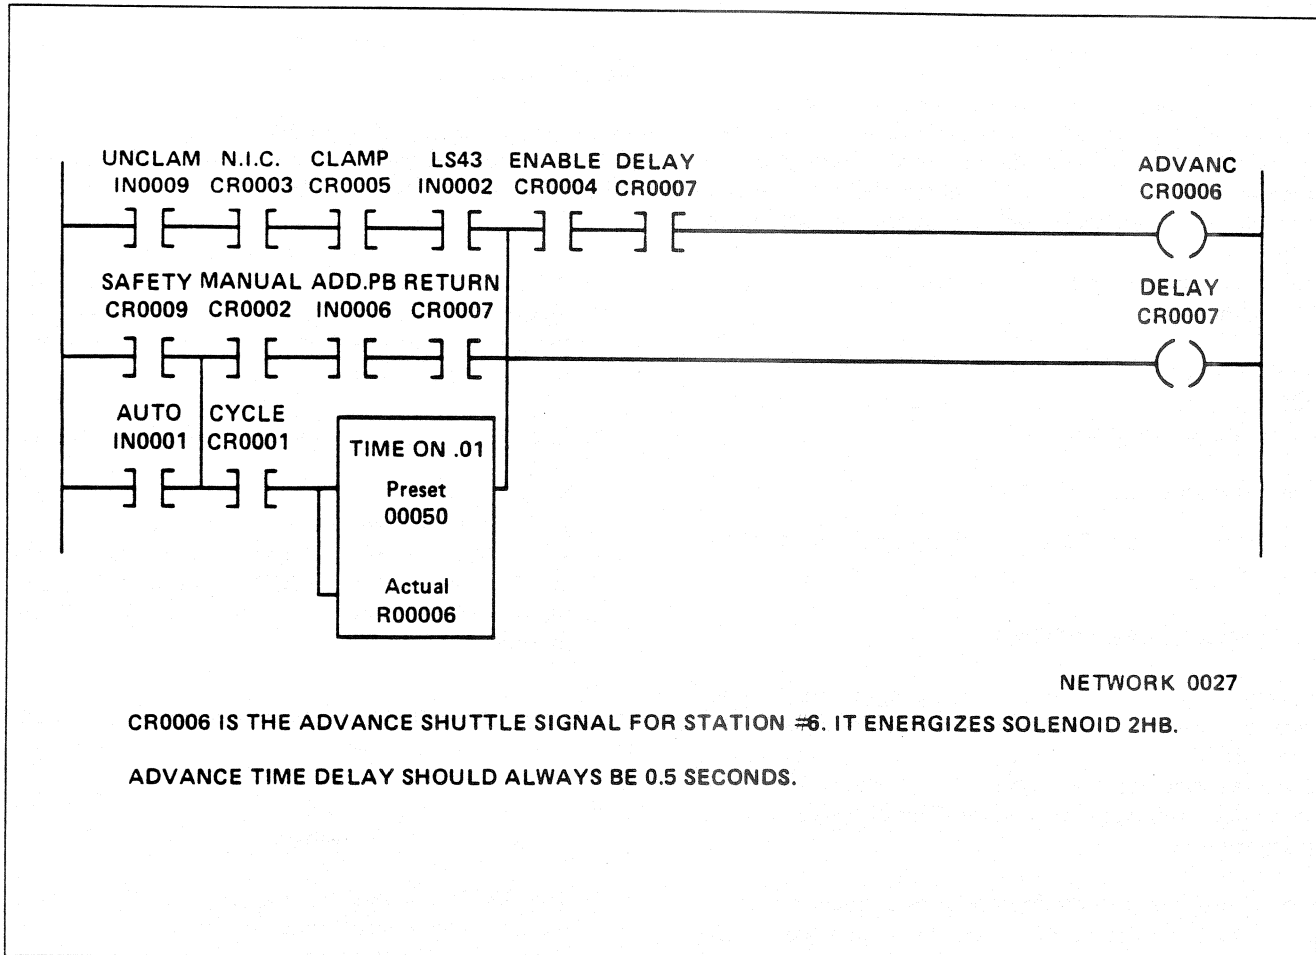 UNCLAM N.I.C. CLAMP LS43 ENABLE DELAY ADVANC
IN0009 CR0003 CR0005 IN0002 CR0004 CR0007 CR0006
SAFETY MANUAL ADD.PB RETURN DELAY
CR0009 CR0002 IN0006 CR0007 CR0007
AUTO CYCLE
IN0001 CR0001
TIME ON .01
Preset
00050
Actual
R00006
NETWORK 0027
CR0006 IS THE ADVANCE SHUTTLE SIGNAL FOR STATION #6. IT ENERGIZES SOLENOID 2HB.
ADVANCE TIME DELAY SHOULD ALWAYS BE 0.5 SECONDS.